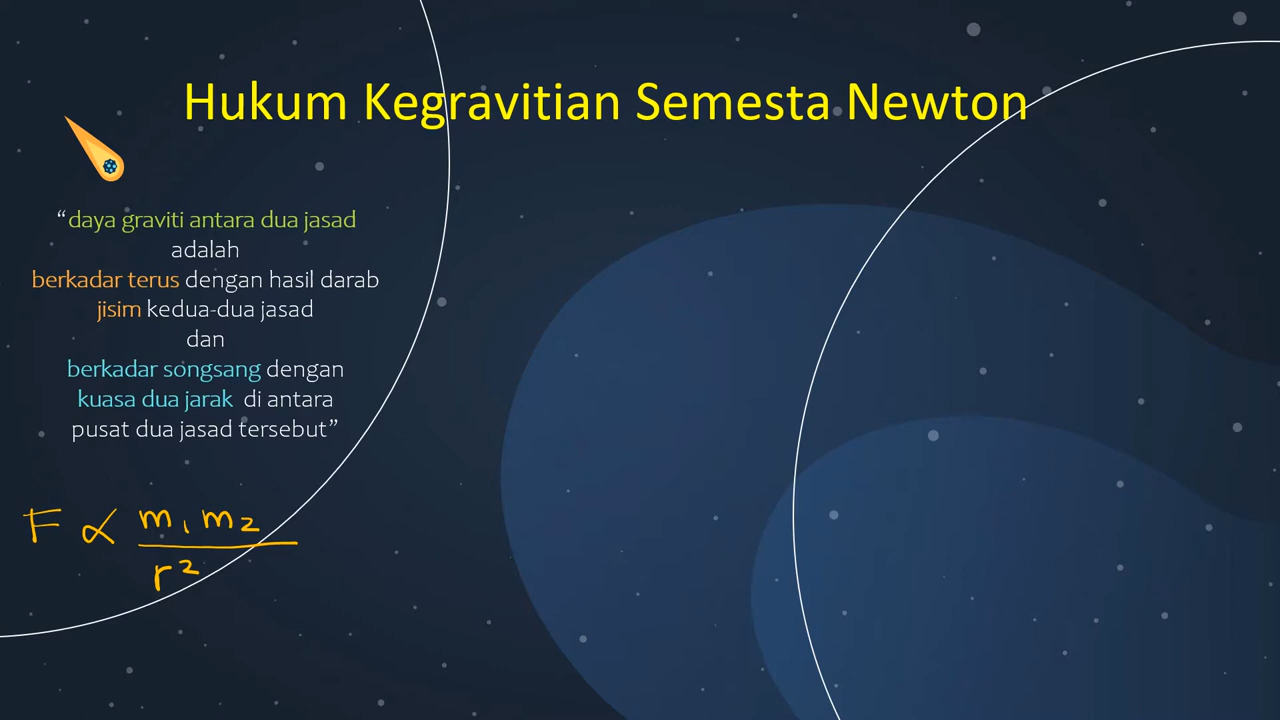 Hukum Kegravitian Semesta Newton
“daya graviti antara dua jasad
adalah
berkadar terus dengan hasil darab
jisim kedua-dua jasad
dan
berkadar songsang dengan
kuasa dua jarak di antara
pusat dua jasad tersebut”
F ∝ m₁m₂
r²